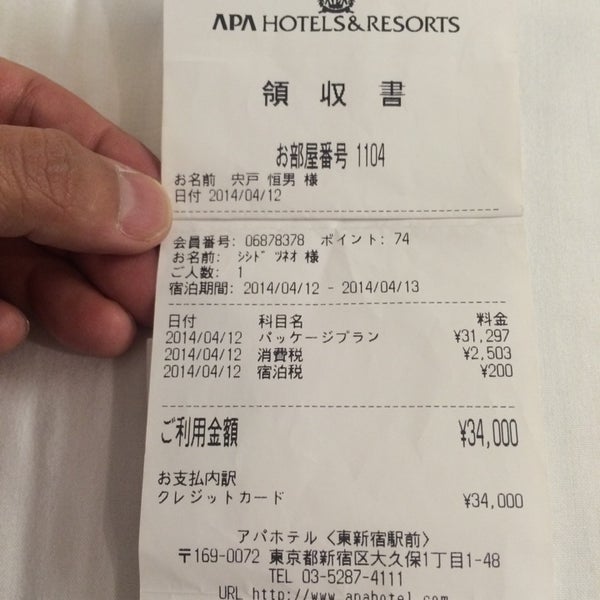 APA HOTELS&RESORTS
領 収 書
お部屋番号 1104
お名前 宍戸 恒男 様
日付 2014/04/12
会員番号: 06878378 ポイント: 74
お名前: ｼｼﾄﾞ ﾂﾈｵ 様
ご人数: 1
宿泊期間: 2014/04/12 - 2014/04/13
日付 科目名 料金
2014/04/12 パッケージプラン ¥31,297
2014/04/12 消費税 ¥2,503
2014/04/12 宿泊税 ¥200
ご利用金額 ¥34,000
お支払内訳
クレジットカード ¥34,000
アパホテル〈東新宿駅前〉
〒169-0072 東京都新宿区大久保1丁目1-48
TEL 03-5287-4111
URL http://www.apahotel.com